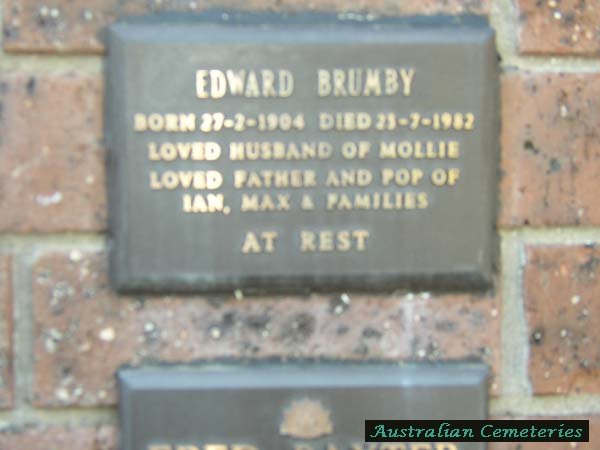 EDWARD BRUMBY
BORN 27-2-1904 DIED 23-7-1982
LOVED HUSBAND OF MOLLIE
LOVED FATHER AND POP OF
IAN, MAX & FAMILIES
AT REST
Australian Cemeteries